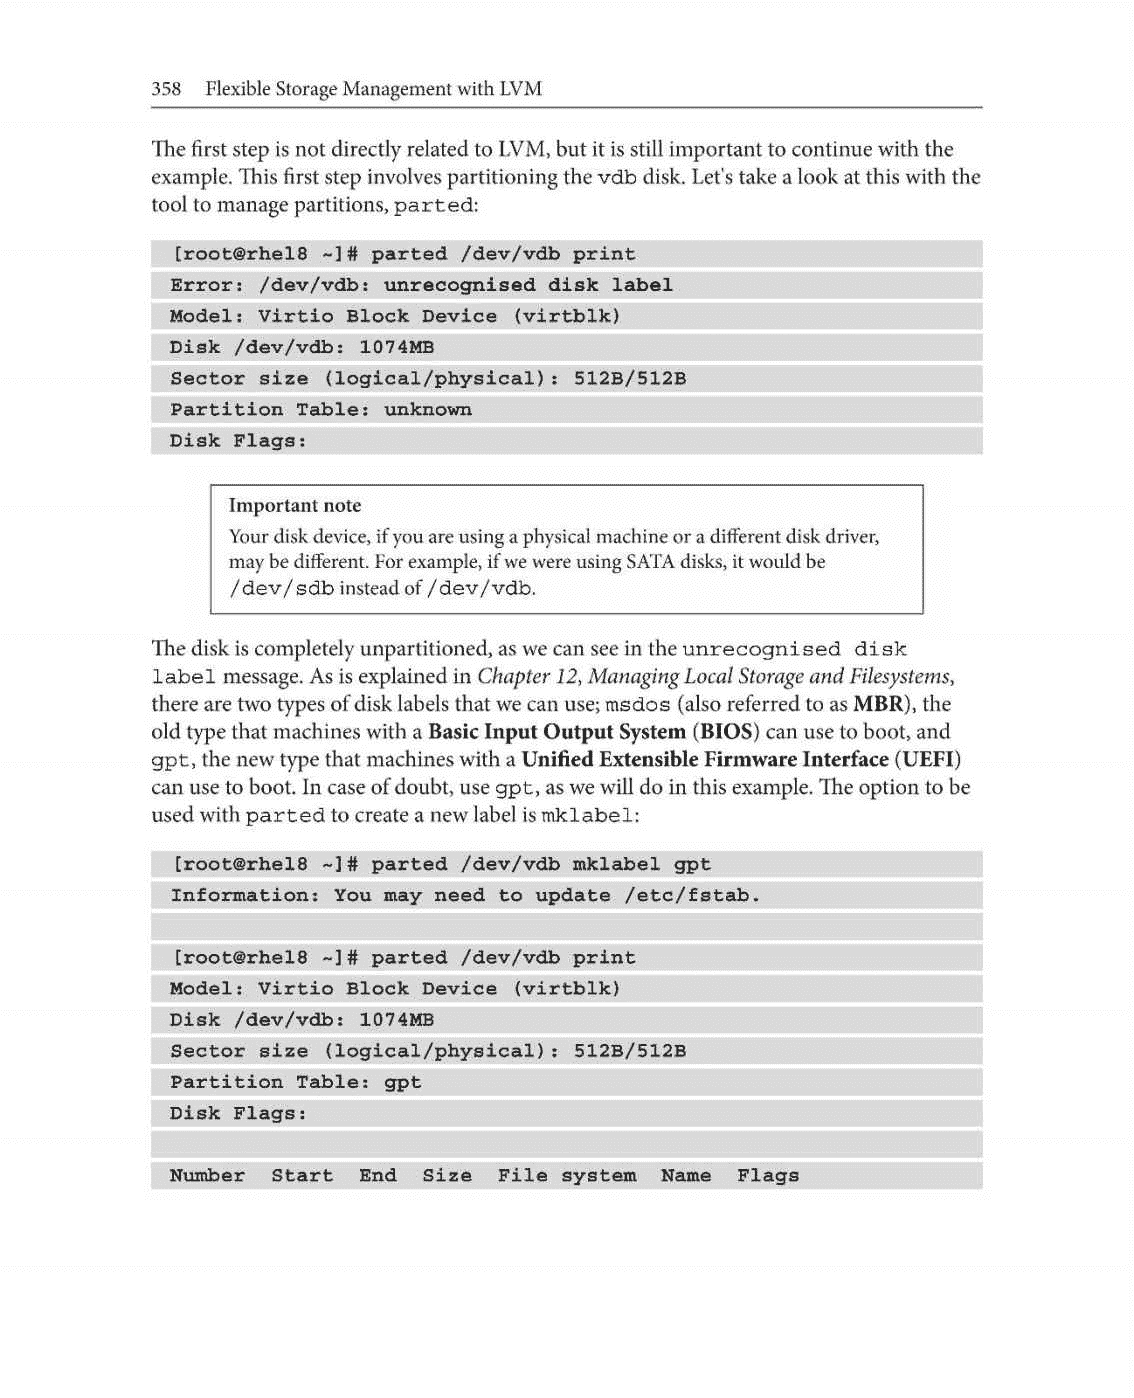 358 Flexible Storage Management with LVM
The first step is not directly related to LVM, but it is still important to continue with the
example. This first step involves partitioning the vdb disk. Let's take a look at this with the
tool to manage partitions, parted:
[root@rhel8 ~]# parted /dev/vdb print
Error: /dev/vdb: unrecognised disk label
Model: Virtio Block Device (virtblk)
Disk /dev/vdb: 1074MB
Sector size (logical/physical): 512B/512B
Partition Table: unknown
Disk Flags:
Important note
Your disk device, if you are using a physical machine or a different disk driver,
may be different. For example, if we were using SATA disks, it would be
/dev/sdb instead of /dev/vdb.
The disk is completely unpartitioned, as we can see in the unrecognised disk
label message. As is explained in Chapter 12, Managing Local Storage and Filesystems,
there are two types of disk labels that we can use; msdos (also referred to as MBR), the
old type that machines with a Basic Input Output System (BIOS) can use to boot, and
gpt, the new type that machines with a Unified Extensible Firmware Interface (UEFI)
can use to boot. In case of doubt, use gpt, as we will do in this example. The option to be
used with parted to create a new label is mklabel:
[root@rhel8 ~]# parted /dev/vdb mklabel gpt
Information: You may need to update /etc/fstab.
[root@rhel8 ~]# parted /dev/vdb print
Model: Virtio Block Device (virtblk)
Disk /dev/vdb: 1074MB
Sector size (logical/physical): 512B/512B
Partition Table: gpt
Disk Flags:
Number Start End Size File system Name Flags